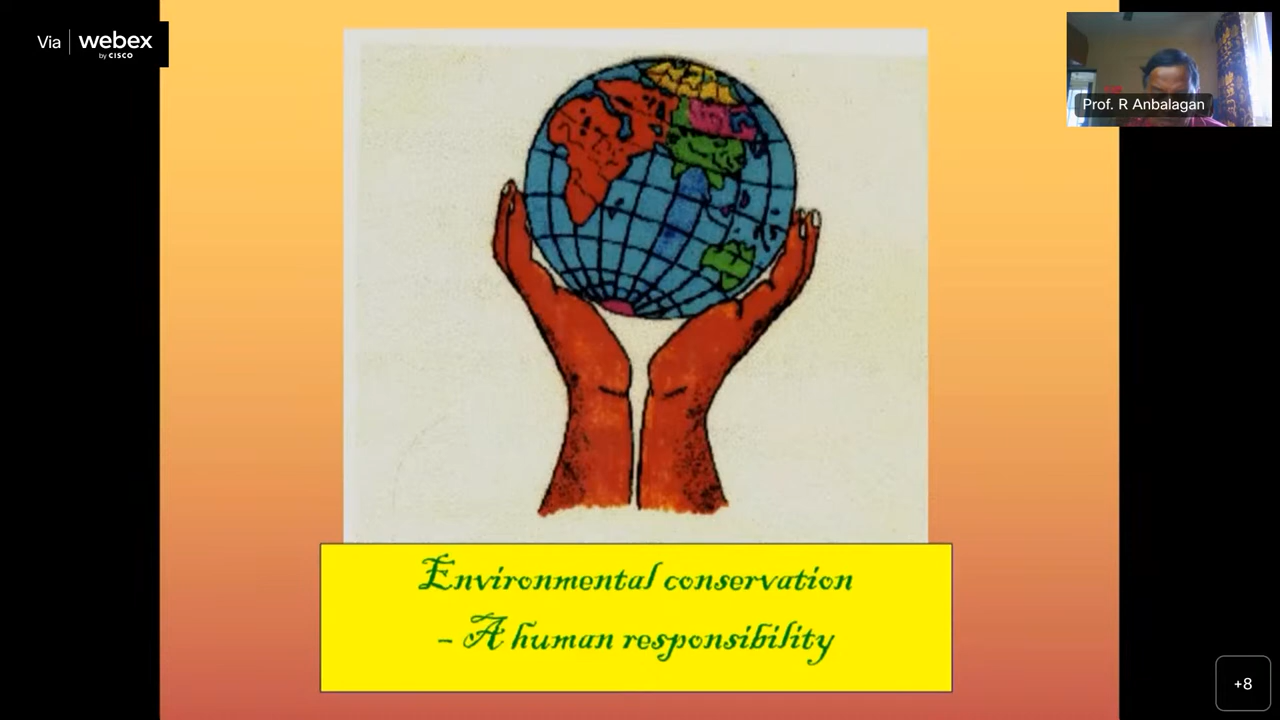 Via webex
by CISCO
Prof. R Anbalagan
Environmental conservation
– A human responsibility
+8